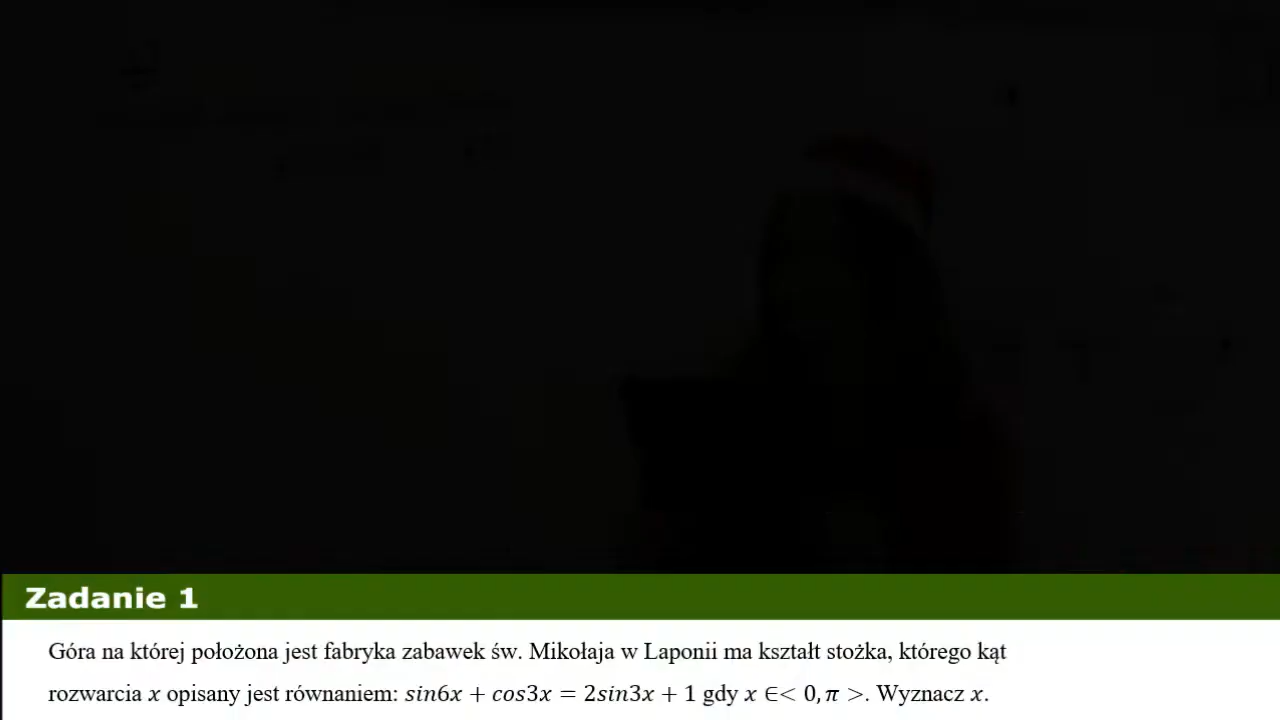 Zadanie 1
Góra na której położona jest fabryka zabawek św. Mikołaja w Laponii ma kształt stożka, którego kąt
rozwarcia x opisany jest równaniem: sin6x + cos3x = 2sin3x + 1 gdy x ∈< 0, π >. Wyznacz x.